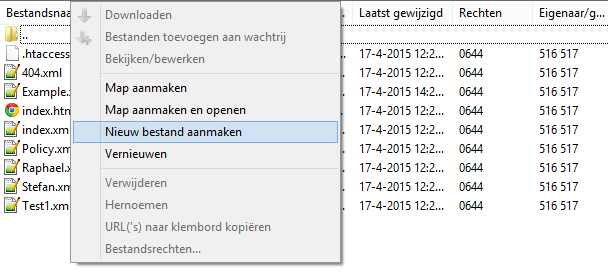 Bestandsna Laatst gewijzigd Rechten Eigenaar/g...
..
.htaccess 17-4-2015 12:2... 0644 516 517
404.xml 17-4-2015 12:2... 0644 516 517
Example. 17-4-2015 14:2... 0644 516 517
index.htn 17-4-2015 12:2... 0644 516 517
index.xm 17-4-2015 12:2... 0644 516 517
Policy.xm 17-4-2015 12:2... 0644 516 517
Raphael.x 17-4-2015 12:2... 0644 516 517
Stefan.xm 17-4-2015 12:2... 0644 516 517
Test1.xm 17-4-2015 12:2... 0644 516 517
Downloaden
Bestanden toevoegen aan wachtrij
Bekijken/bewerken
Map aanmaken
Map aanmaken en openen
Nieuw bestand aanmaken
Vernieuwen
Verwijderen
Hernoemen
URL('s) naar klembord kopiëren
Bestandsrechten...